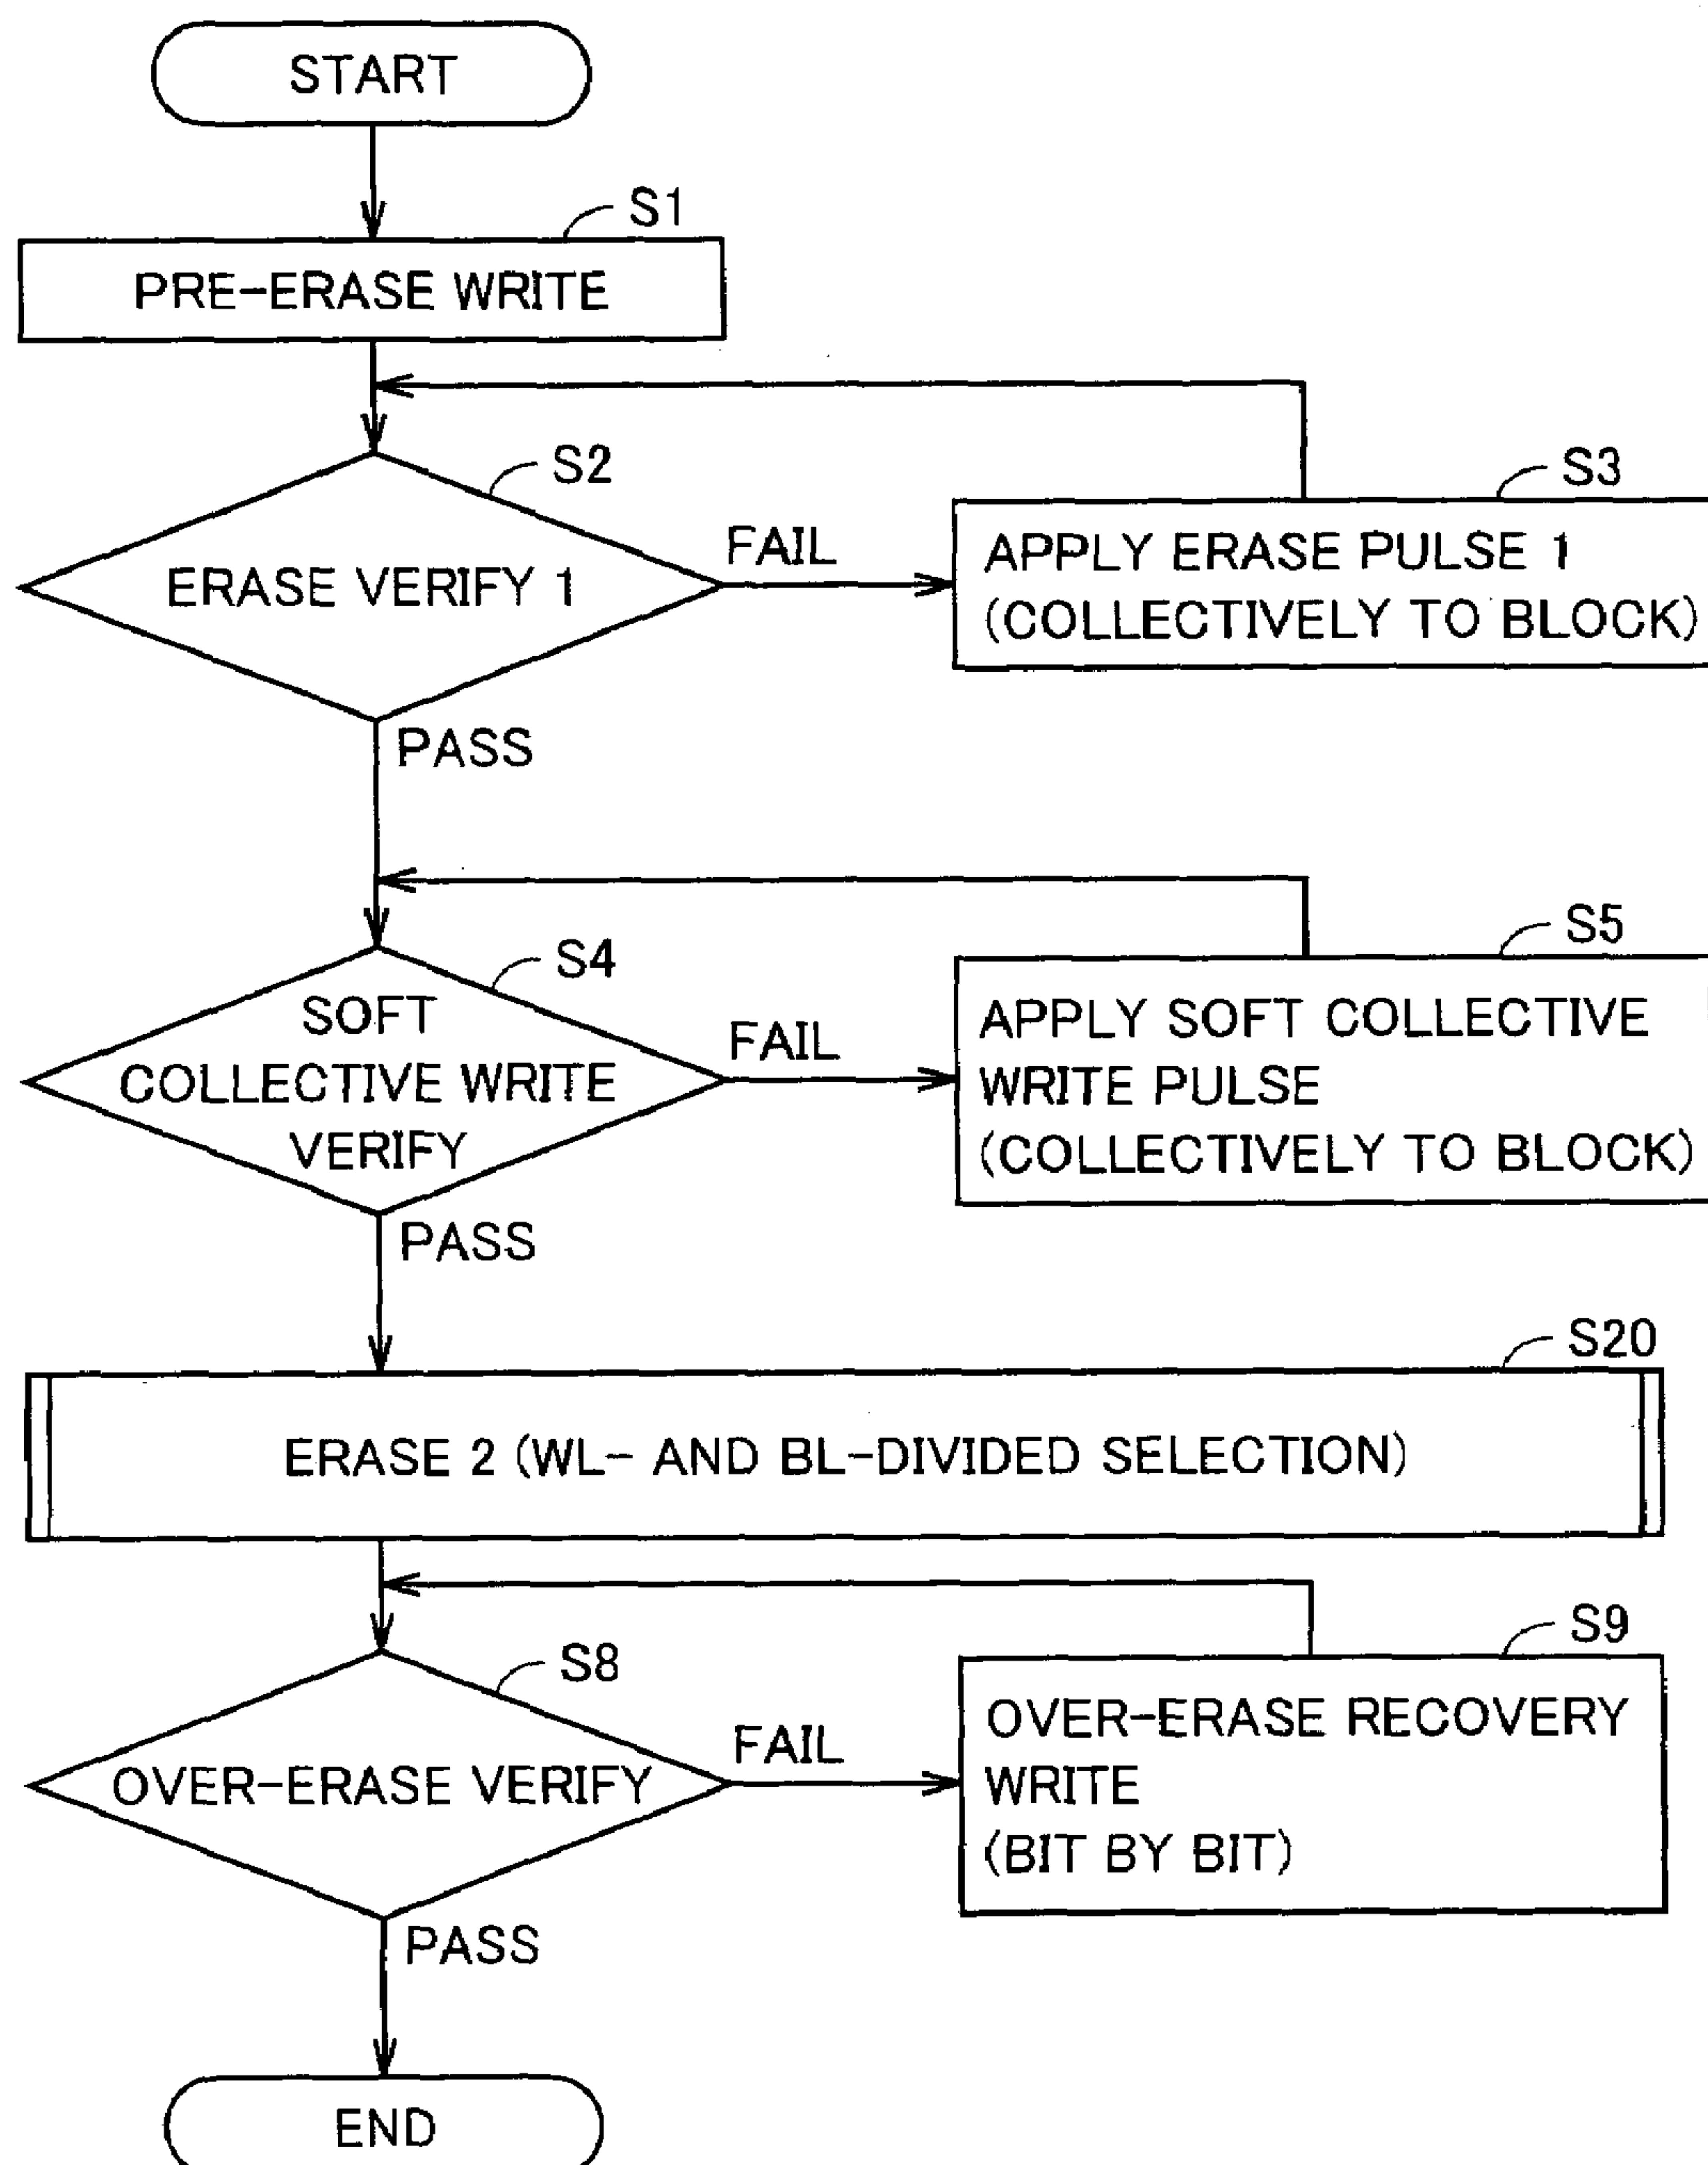 START
S1
PRE-ERASE WRITE
S2
ERASE VERIFY 1
FAIL
S3
APPLY ERASE PULSE 1
(COLLECTIVELY TO BLOCK)
PASS
S4
SOFT
COLLECTIVE WRITE
VERIFY
FAIL
S5
APPLY SOFT COLLECTIVE
WRITE PULSE
(COLLECTIVELY TO BLOCK)
PASS
S20
ERASE 2 (WL- AND BL-DIVIDED SELECTION)
S8
OVER-ERASE VERIFY
FAIL
S9
OVER-ERASE RECOVERY
WRITE
(BIT BY BIT)
PASS
END